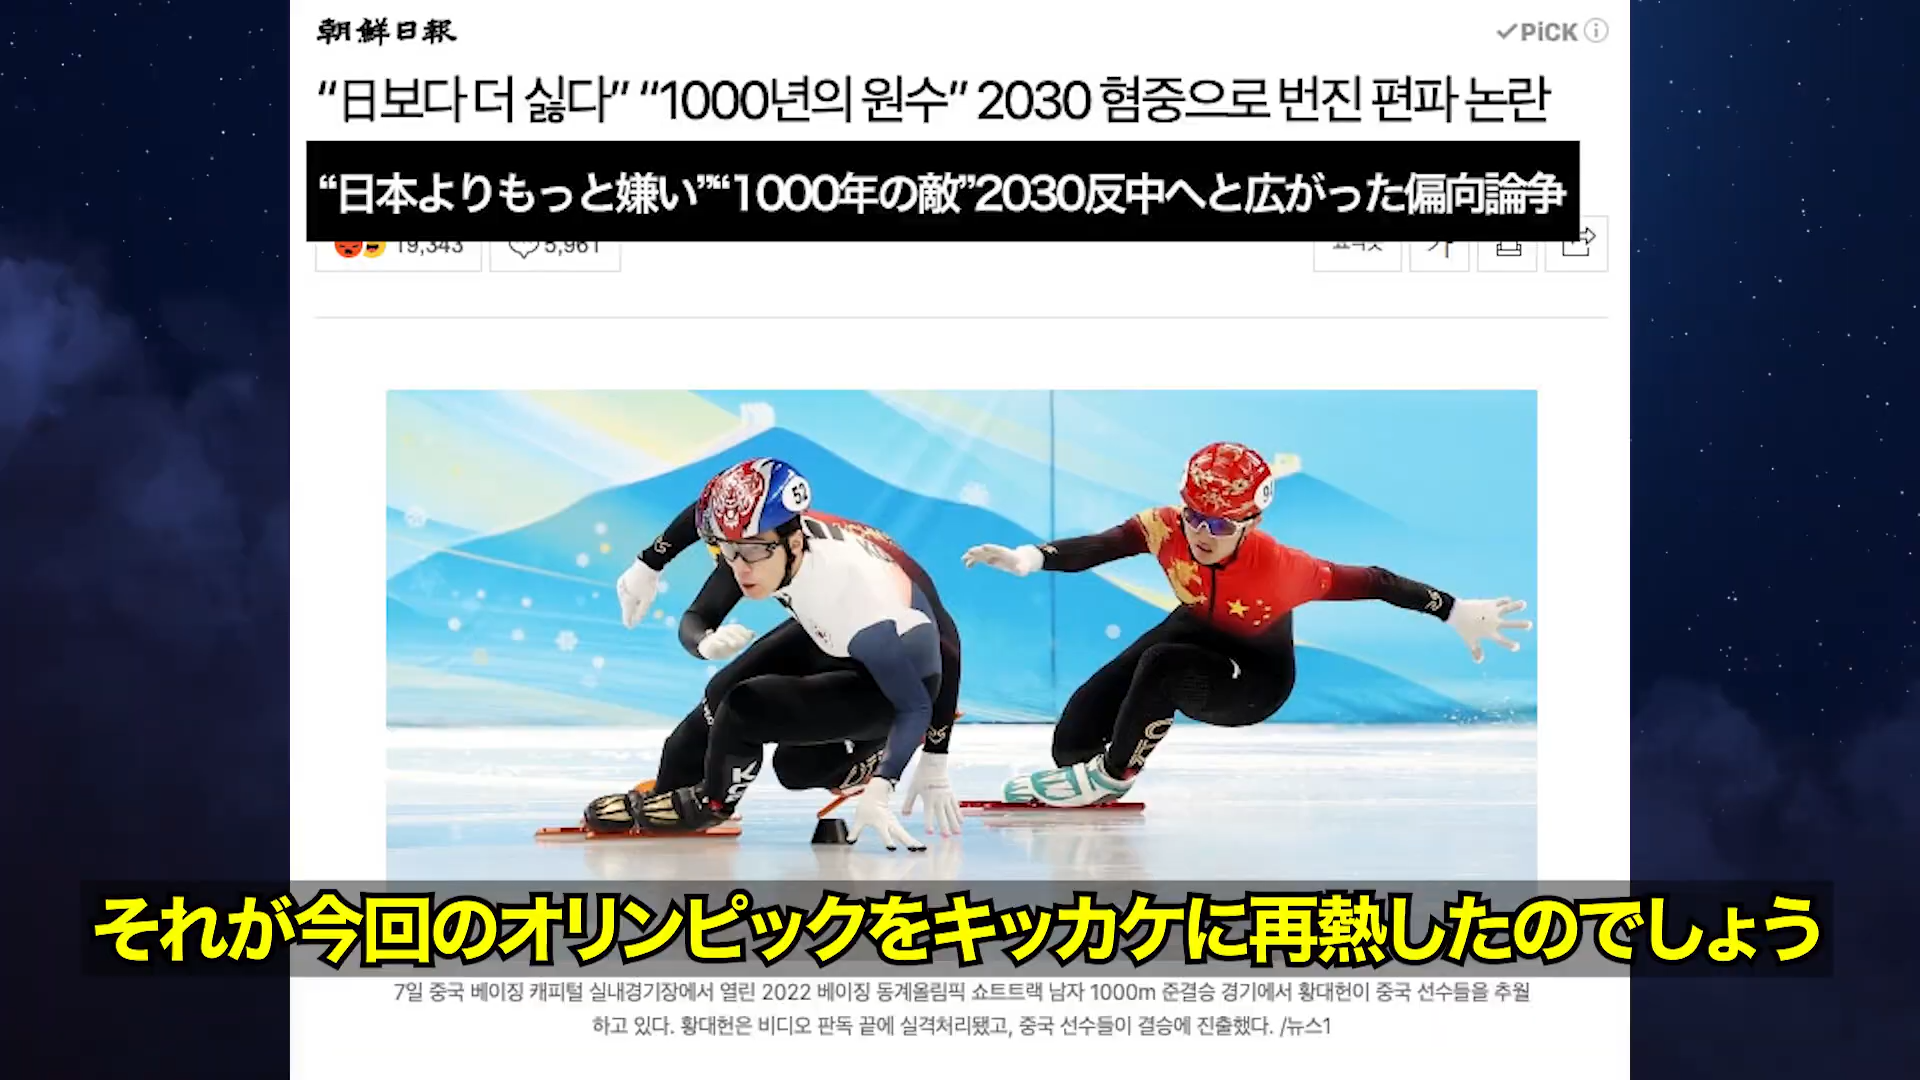 朝鮮日報
✓PiCK
“日보다 더 싫다” “1000년의 원수” 2030 혐중으로 번진 편파 논란
“日本よりもっと嫌い”“1000年の敵”2030反中へと広がった偏向論争
19,343
5,961
52
94
それが今回のオリンピックをキッカケに再熱したのでしょう
7일 중국 베이징 캐피털 실내경기장에서 열린 2022 베이징 동계올림픽 쇼트트랙 남자 1000m 준결승 경기에서 황대헌이 중국 선수들을 추월
하고 있다. 황대헌은 비디오 판독 끝에 실격처리됐고, 중국 선수들이 결승에 진출했다. /뉴스1